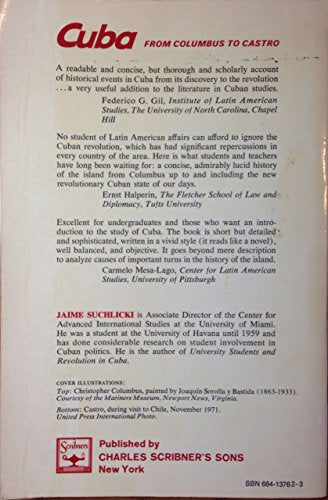 Cuba FROM COLUMBUS TO CASTRO
A readable and concise, but thorough and scholarly account
of historical events in Cuba from its discovery to the revolution
. . . a very useful addition to the literature in Cuban studies.
Federico G. Gil, Institute of Latin American
Studies, The University of North Carolina, Chapel
Hill
No student of Latin American affairs can afford to ignore the
Cuban revolution, which has had significant repercussions in
every country of the area. Here is what students and teachers
have long been waiting for: a concise, admirably lucid history
of the island from Columbus up to and including the new
revolutionary Cuban state of our days.
Ernst Halperin, The Fletcher School of Law and
Diplomacy, Tufts University
Excellent for undergraduates and those who want an intro-
duction to the study of Cuba. The book is short but detailed
and sophisticated, written in a vivid style (it reads like a novel),
well balanced, and objective. It goes beyond mere description
to analyze causes of important turns in the history of the island.
Carmelo Mesa-Lago, Center for Latin American
Studies, University of Pittsburgh
JAIME SUCHLICKI is Associate Director of the Center for
Advanced International Studies at the University of Miami.
He was a student at the University of Havana until 1959 and
has done considerable research on student involvement in
Cuban politics. He is the author of University Students and
Revolution in Cuba.
COVER ILLUSTRATIONS:
Top: Christopher Columbus, painted by Joaquín Sorolla y Bastida (1863-1933).
Courtesy of the Mariners Museum, Newport News, Virginia.
Bottom: Castro, during visit to Chile, November 1971.
United Press International Photo.
Scribners
Published by
CHARLES SCRIBNER'S SONS
New York
SBN 684-13762-3